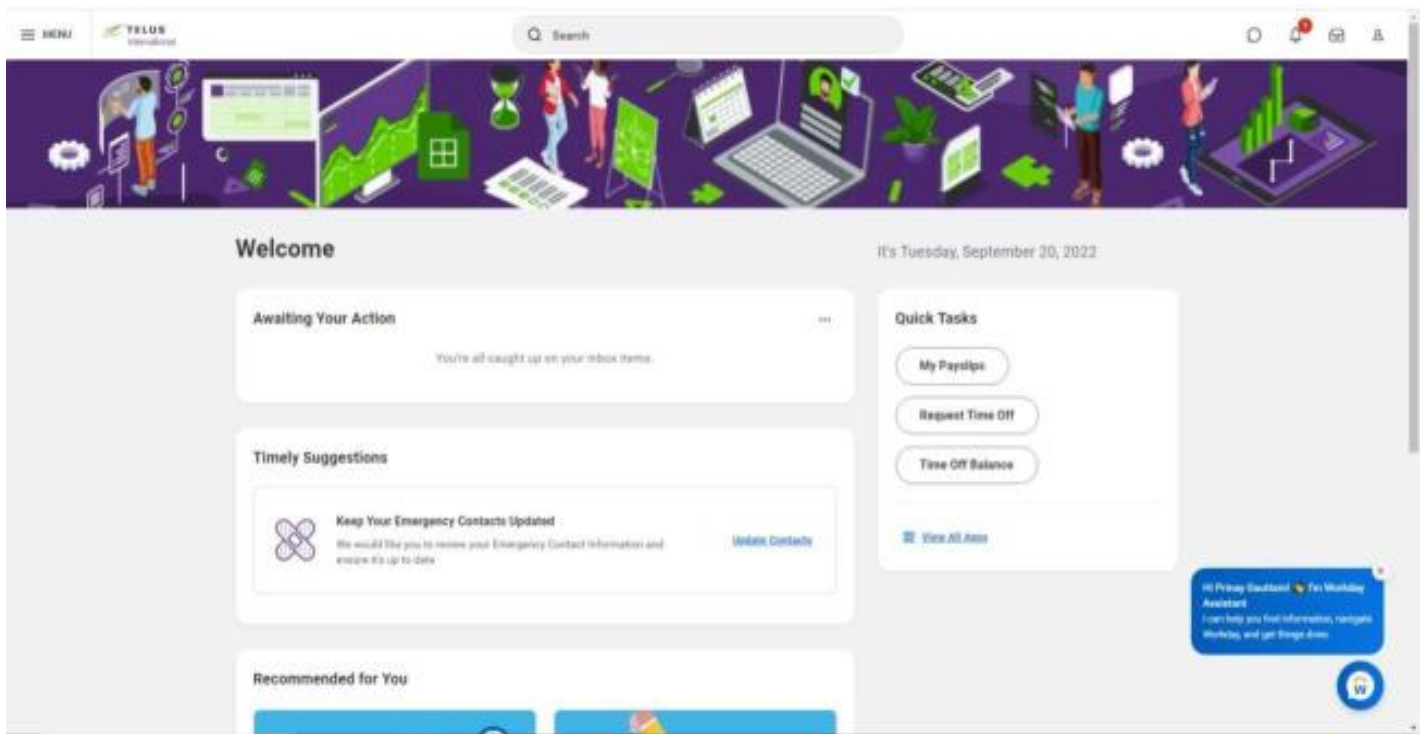 MENU
TELUS
International
Search
Welcome
It's Tuesday, September 20, 2022
Awaiting Your Action
You're all caught up on your inbox items.
Quick Tasks
My Payslips
Request Time Off
Time Off Balance
View All Apps
Timely Suggestions
Keep Your Emergency Contacts Updated
We would like you to review your Emergency Contact Information and
ensure it's up to date
Update Contacts
Hi Prinay I'm Workday
Assistant
I can help you find information, navigate
Workday, and get things done.
Recommended for You